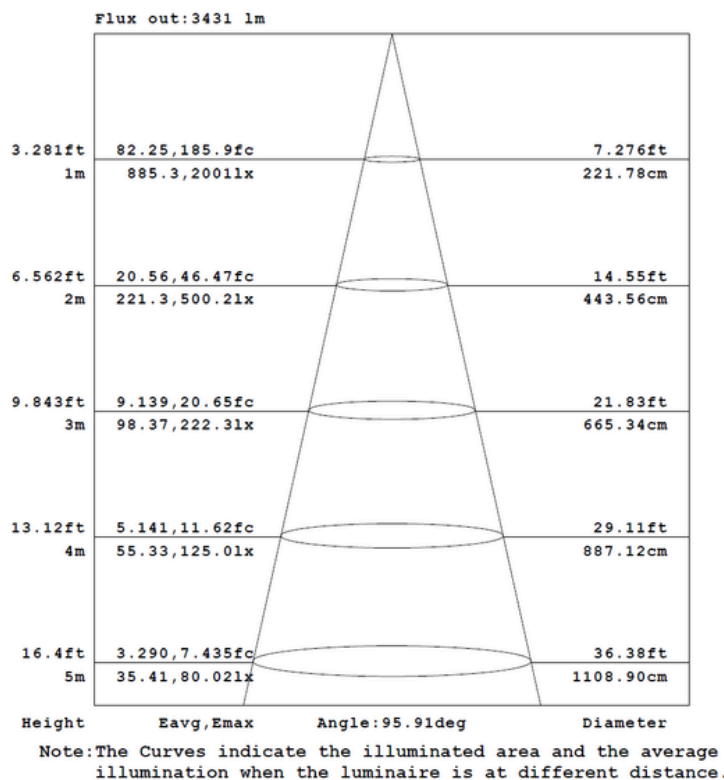 Flux out:3431 lm
3.281ft 82.25,185.9fc 7.276ft
1m 885.3,2001lx 221.78cm
6.562ft 20.56,46.47fc 14.55ft
2m 221.3,500.2lx 443.56cm
9.843ft 9.139,20.65fc 21.83ft
3m 98.37,222.3lx 665.34cm
13.12ft 5.141,11.62fc 29.11ft
4m 55.33,125.0lx 887.12cm
16.4ft 3.290,7.435fc 36.38ft
5m 35.41,80.02lx 1108.90cm
Height Eavg,Emax Angle:95.91deg Diameter
Note:The Curves indicate the illuminated area and the average
illumination when the luminaire is at different distance.